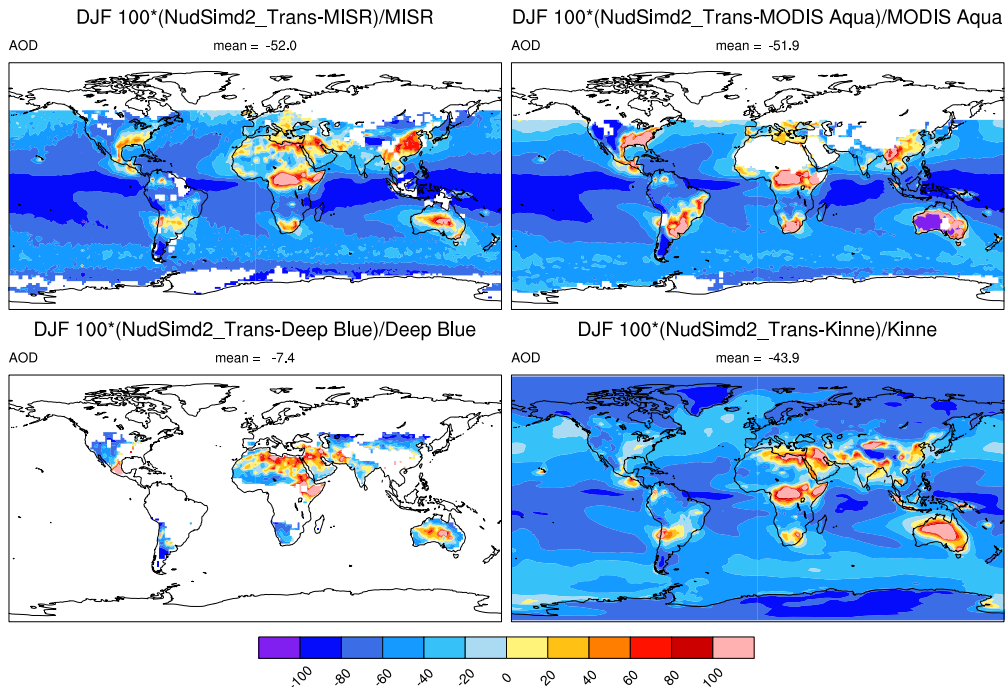 DJF 100*(NudSimd2_Trans-MISR)/MISR
AOD mean = -52.0
DJF 100*(NudSimd2_Trans-MODIS Aqua)/MODIS Aqua
AOD mean = -51.9
DJF 100*(NudSimd2_Trans-Deep Blue)/Deep Blue
AOD mean = -7.4
DJF 100*(NudSimd2_Trans-Kinne)/Kinne
AOD mean = -43.9
-100 -80 -60 -40 -20 0 20 40 60 80 100